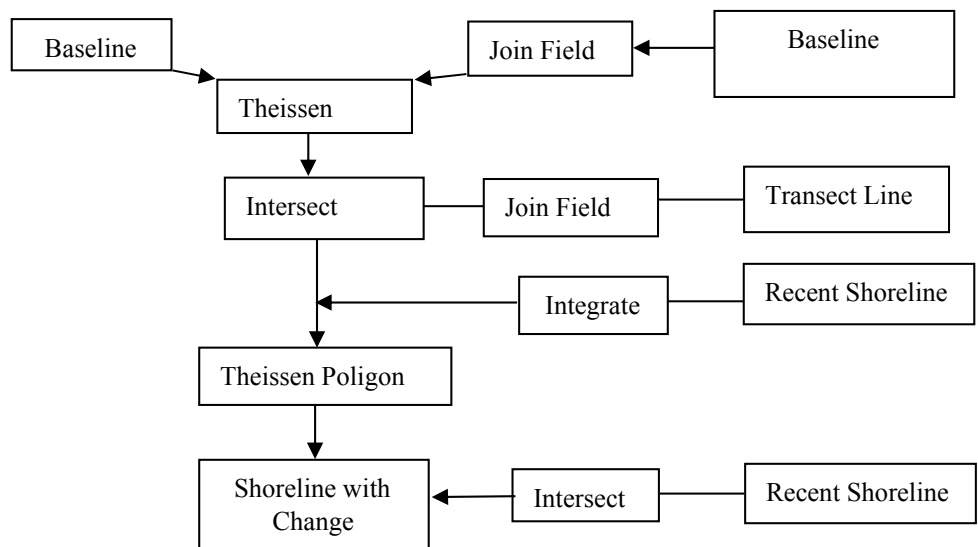 Baseline
Join Field
Baseline
Theissen
Intersect
Join Field
Transect Line
Integrate
Recent Shoreline
Theissen Poligon
Shoreline with
Change
Intersect
Recent Shoreline